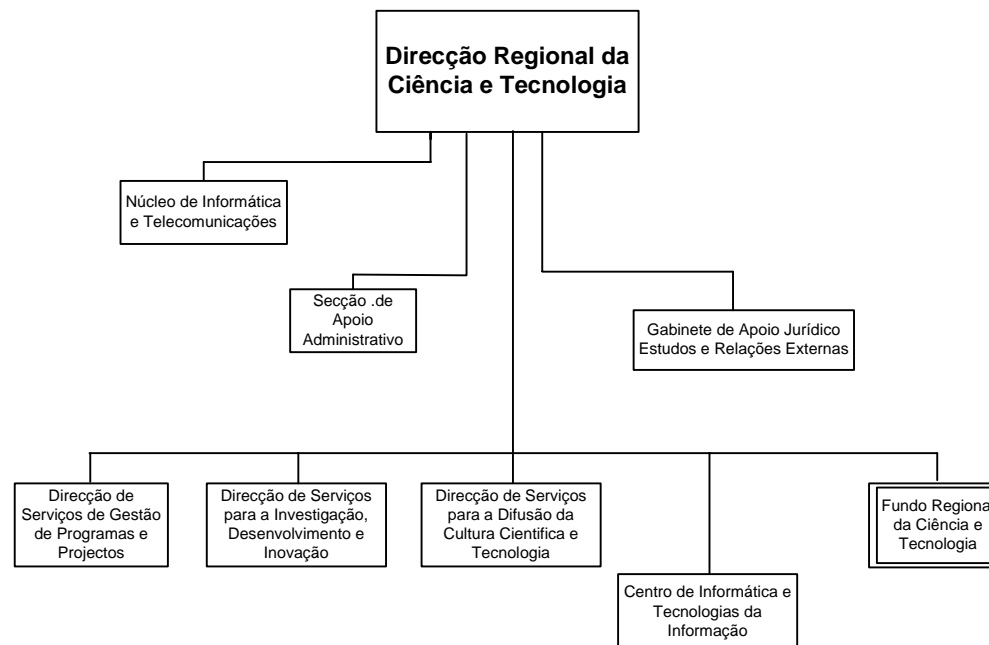 Direcção Regional da
Ciência e Tecnologia
Núcleo de Informática
e Telecomunicações
Secção .de
Apoio
Administrativo
Gabinete de Apoio Jurídico
Estudos e Relações Externas
Direcção de
Serviços de Gestão
de Programas e
Projectos
Direcção de Serviços
para a Investigação,
Desenvolvimento e
Inovação
Direcção de Serviços
para a Difusão da
Cultura Cientifica e
Tecnologia
Centro de Informática e
Tecnologias da
Informação
Fundo Regional
da Ciência e
Tecnologia